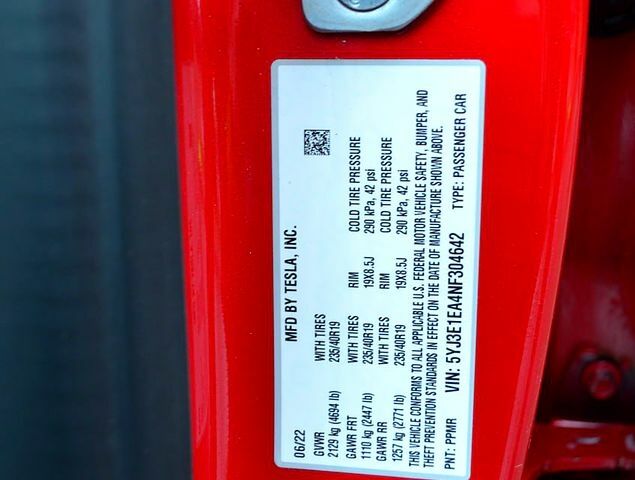 MFD BY TESLA, INC.
06/22
GVWR WITH TIRES
2129 kg (4694 lb) 235/40R19
GAWR FRT WITH TIRES RIM COLD TIRE PRESSURE
1110 kg (2447 lb) 235/40R19 19X8.5J 290 kPa, 42 psi
GAWR RR WITH TIRES RIM COLD TIRE PRESSURE
1257 kg (2771 lb) 235/40R19 19X8.5J 290 kPa, 42 psi
THIS VEHICLE CONFORMS TO ALL APPLICABLE U.S. FEDERAL MOTOR VEHICLE SAFETY, BUMPER, AND
THEFT PREVENTION STANDARDS IN EFFECT ON THE DATE OF MANUFACTURE SHOWN ABOVE.
PNT: PPMR VIN: 5YJ3E1EA4NF304642 TYPE: PASSENGER CAR